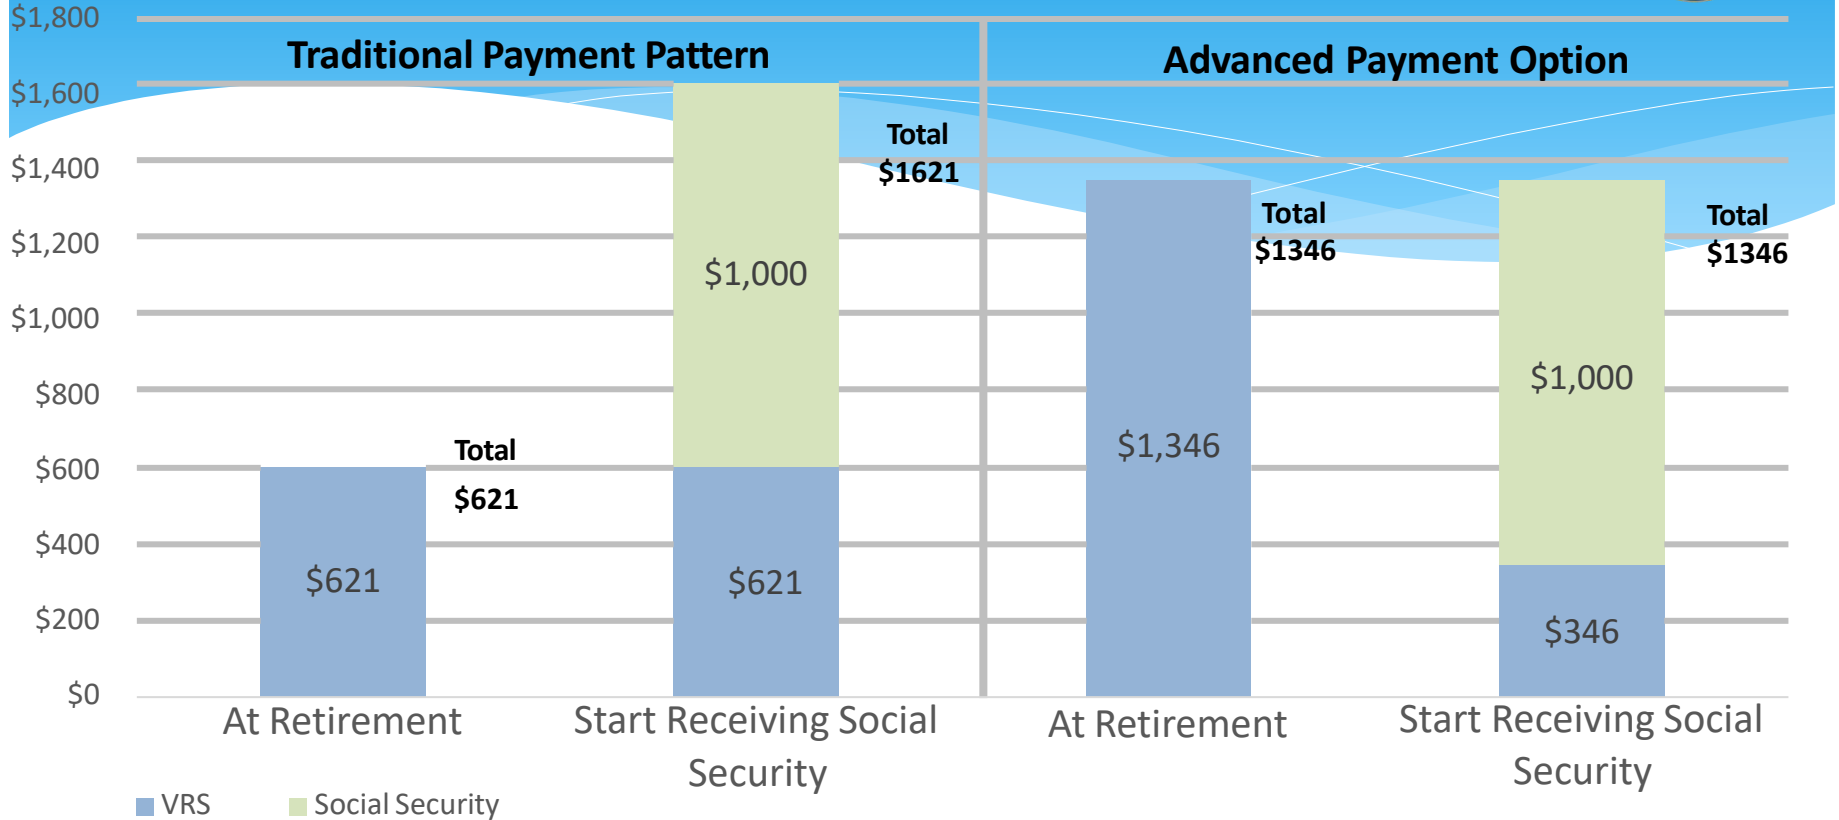 $1,800
$1,600
$1,400
$1,200
$1,000
$800
$600
$400
$200
$0
Traditional Payment Pattern
Total
$621
$621
Total
$1621
$1,000
$621
Advanced Payment Option
Total
$1346
$1,346
Total
$1346
$1,000
$346
At Retirement
Start Receiving Social
Security
At Retirement
Start Receiving Social
Security
VRS
Social Security